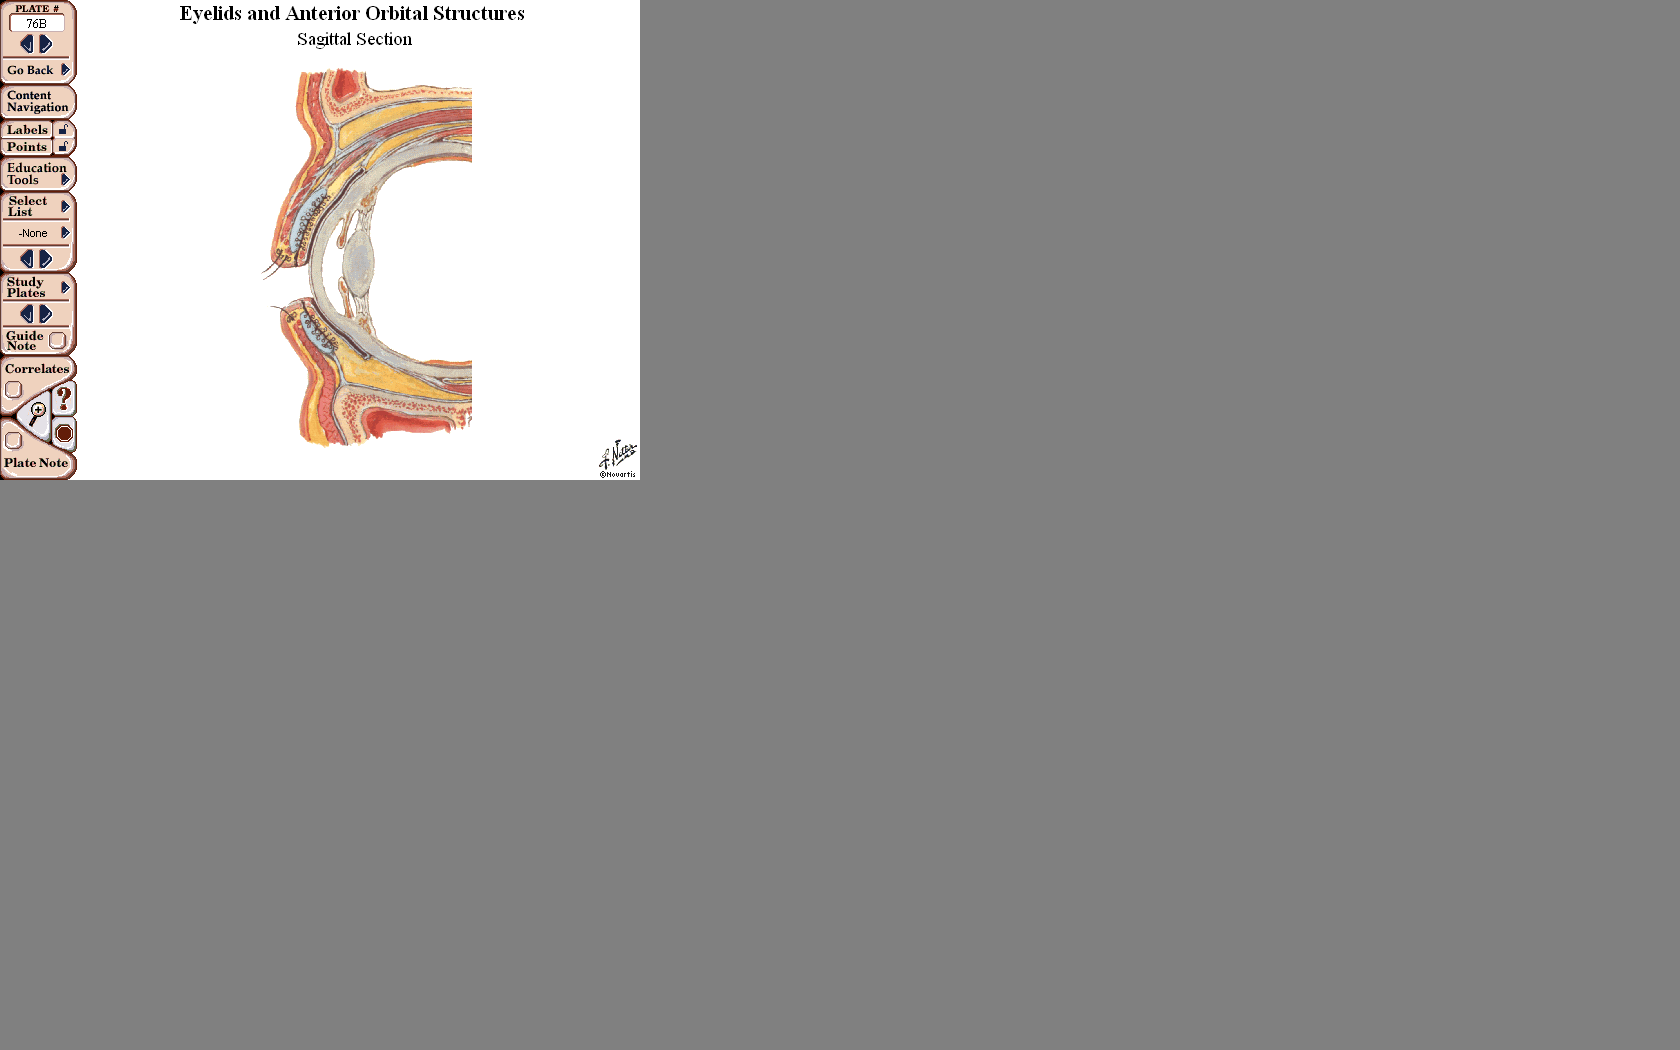 PLATE #
76B
Go Back
Content
Navigation
Labels
Points
Education
Tools
Select
List
-None
Study
Plates
Guide
Note
Correlates
?
Plate Note
Eyelids and Anterior Orbital Structures
Sagittal Section
F. Netter
©Novartis